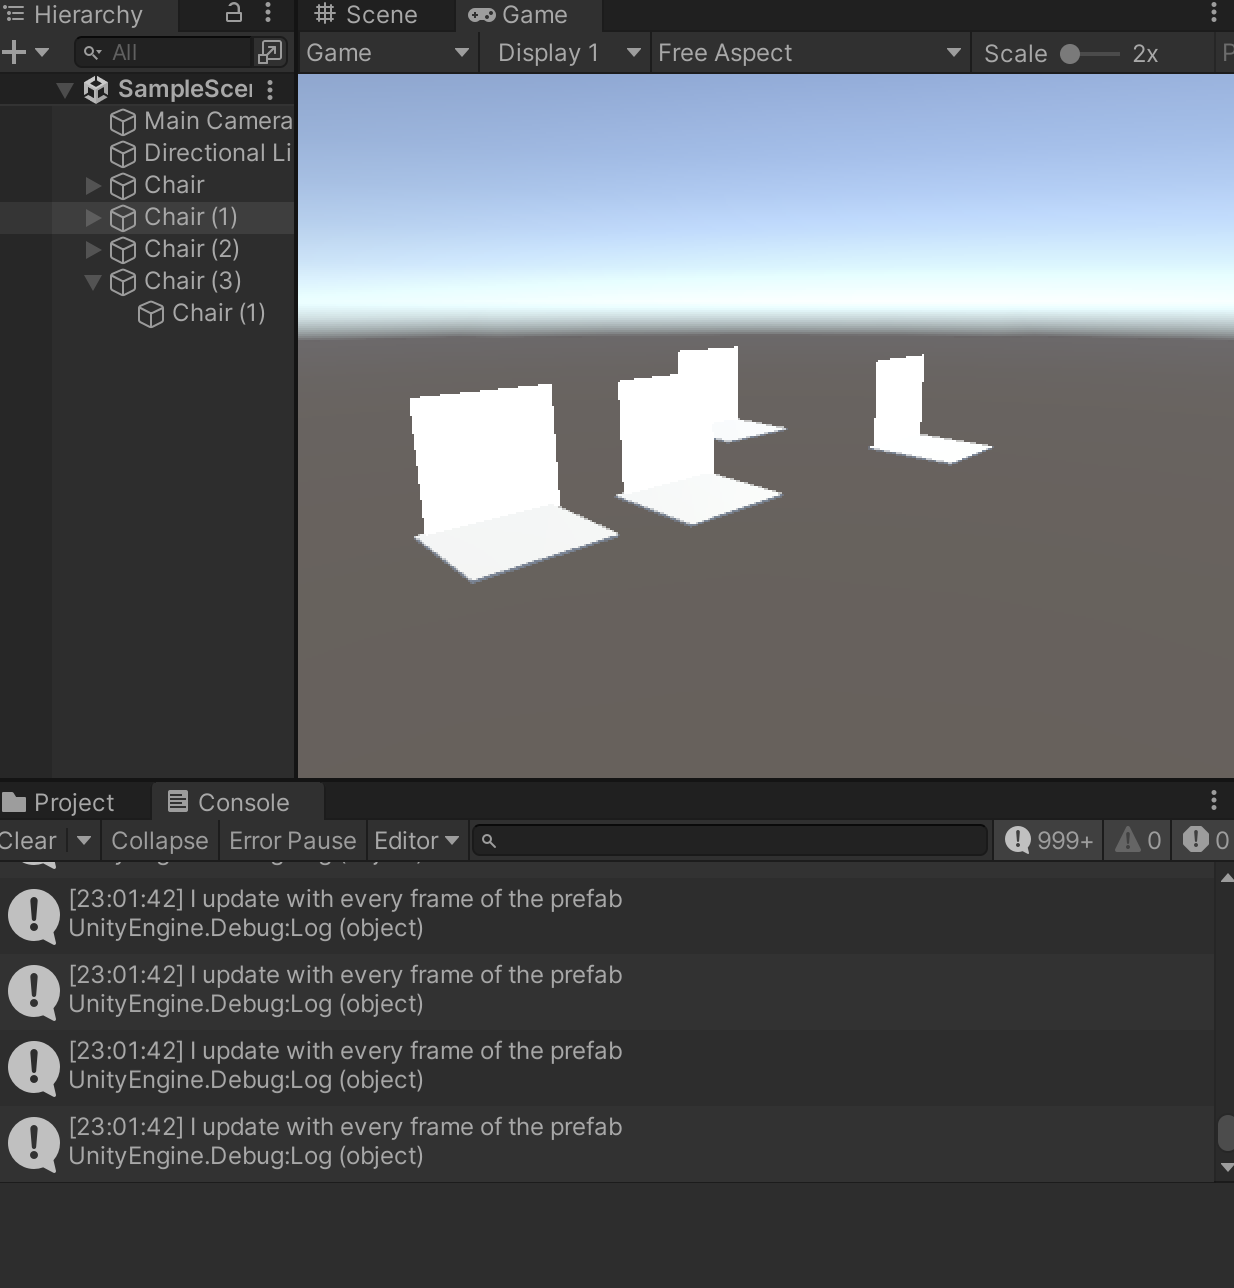 Hierarchy
All
SampleSce
Main Camera
Directional Li
Chair
Chair (1)
Chair (2)
Chair (3)
Chair (1)
Scene Game
Game Display 1 Free Aspect Scale 2x P
Project Console
Clear Collapse Error Pause Editor 999+ 0 0
[23:01:42] I update with every frame of the prefab
UnityEngine.Debug:Log (object)
[23:01:42] I update with every frame of the prefab
UnityEngine.Debug:Log (object)
[23:01:42] I update with every frame of the prefab
UnityEngine.Debug:Log (object)
[23:01:42] I update with every frame of the prefab
UnityEngine.Debug:Log (object)